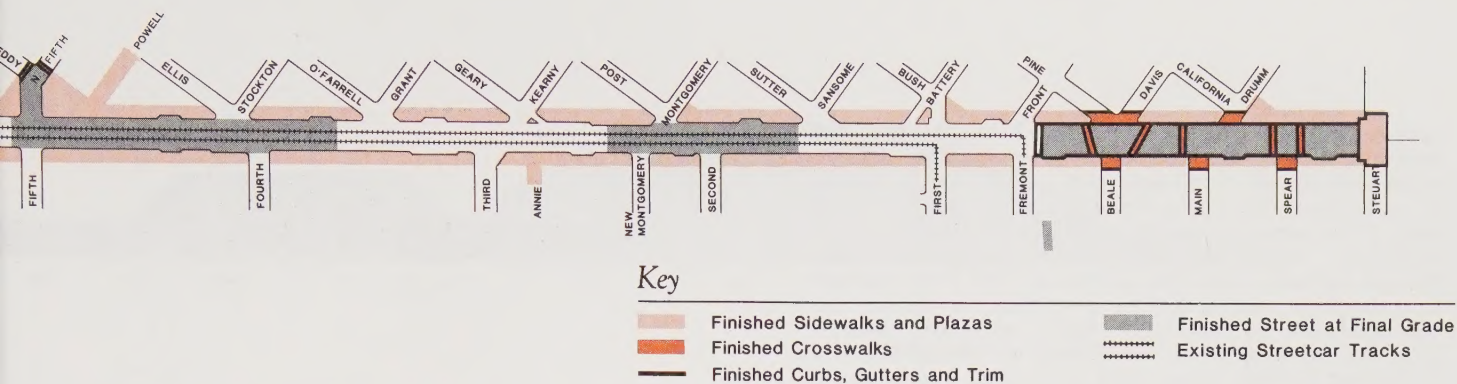 EDDY
N.
FIFTH
POWELL
ELLIS
STOCKTON
O'FARRELL
GRANT
GEARY
KEARNY
POST
MONTGOMERY
SUTTER
SANSOME
BUSH
BATTERY
PINE
FRONT
DAVIS
CALIFORNIA
DRUMM
FIFTH
FOURTH
THIRD
ANNIE
NEW
MONTGOMERY
SECOND
FIRST
FREMONT
BEALE
MAIN
SPEAR
STEUART
Key
Finished Sidewalks and Plazas
Finished Crosswalks
Finished Curbs, Gutters and Trim
Finished Street at Final Grade
Existing Streetcar Tracks